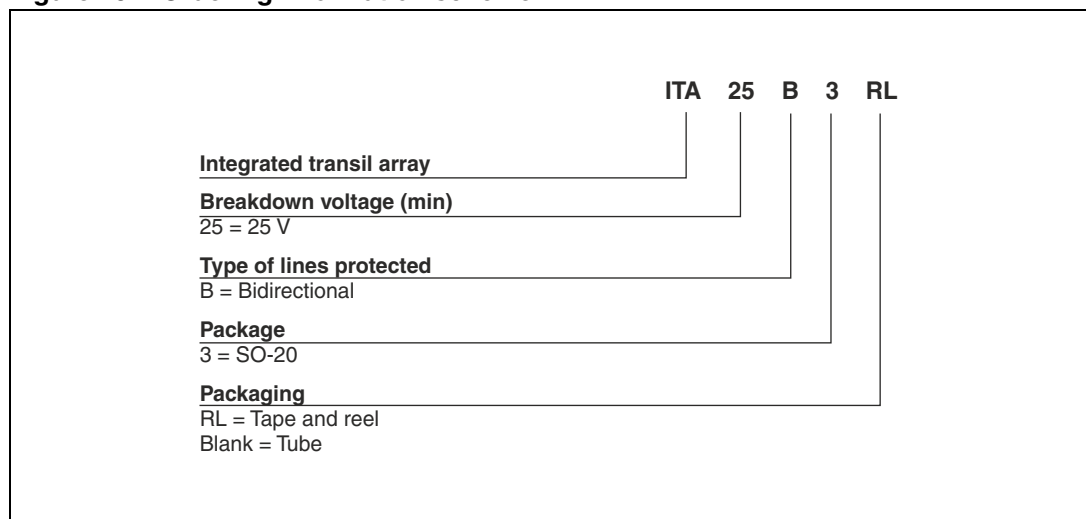 ITA 25 B 3 RL
Integrated transil array
Breakdown voltage (min)
25 = 25 V
Type of lines protected
B = Bidirectional
Package
3 = SO-20
Packaging
RL = Tape and reel
Blank = Tube